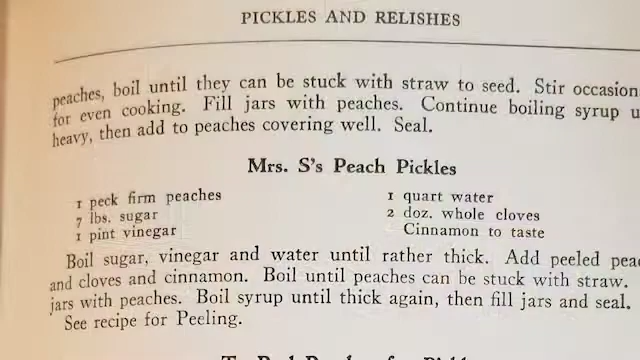 PICKLES AND RELISHES
peaches, boil until they can be stuck with straw to seed. Stir occasion
for even cooking. Fill jars with peaches. Continue boiling syrup u
heavy, then add to peaches covering well. Seal.
Mrs. S's Peach Pickles
1 peck firm peaches
7 lbs. sugar
1 pint vinegar
1 quart water
2 doz. whole cloves
Cinnamon to taste
Boil sugar, vinegar and water until rather thick. Add peeled pea
and cloves and cinnamon. Boil until peaches can be stuck with straw.
jars with peaches. Boil syrup until thick again, then fill jars and seal.
See recipe for Peeling.